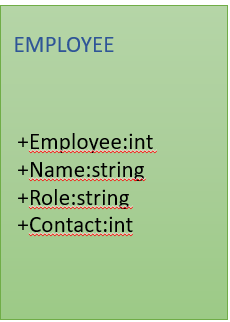 EMPLOYEE
+Employee:int
+Name:string
+Role:string
+Contact:int